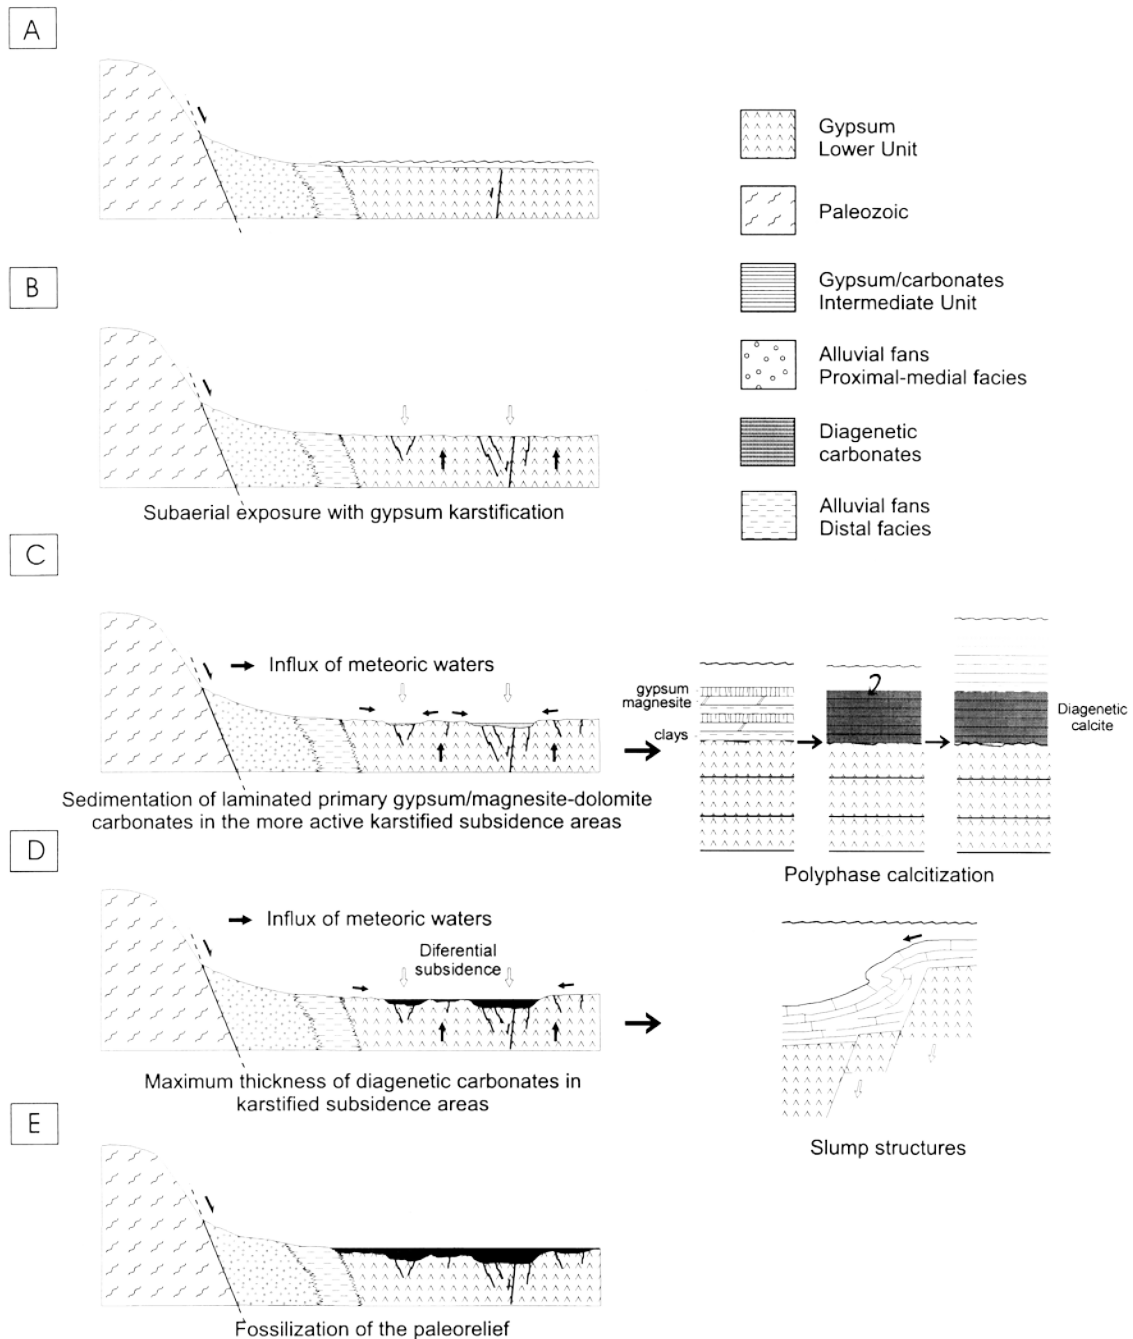 A
Gypsum
Lower Unit
Paleozoic
Gypsum/carbonates
Intermediate Unit
Alluvial fans
Proximal-medial facies
Diagenetic
carbonates
Alluvial fans
Distal facies
B
Subaerial exposure with gypsum karstification
C
Influx of meteoric waters
gypsum
magnesite
clays
Diagenetic
calcite
Sedimentation of laminated primary gypsum/magnesite-dolomite
carbonates in the more active karstified subsidence areas
Polyphase calcitization
D
Influx of meteoric waters
Diferential
subsidence
Maximum thickness of diagenetic carbonates in
karstified subsidence areas
Slump structures
E
Fossilization of the paleorelief